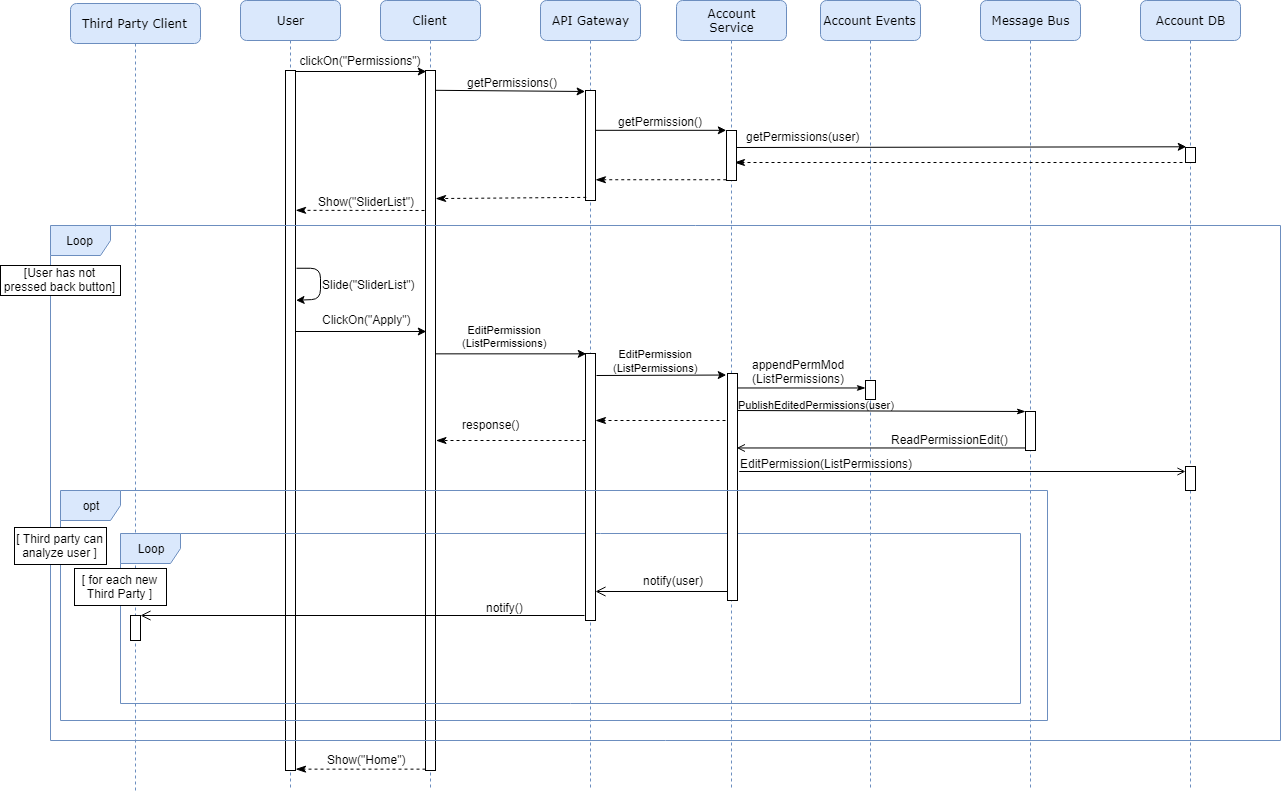 Third Party Client
User
Client
API Gateway
Account
Service
Account Events
Message Bus
Account DB
clickOn("Permissions")
getPermissions()
getPermission()
getPermissions(user)
Show("SliderList")
Loop
[User has not
pressed back button]
Slide("SliderList")
ClickOn("Apply")
EditPermission
(ListPermissions)
EditPermission
(ListPermissions)
appendPermMod
(ListPermissions)
PublishEditedPermissions(user)
response()
ReadPermissionEdit()
EditPermission(ListPermissions)
opt
[ Third party can
analyze user ]
Loop
[ for each new
Third Party ]
notify(user)
notify()
Show("Home")